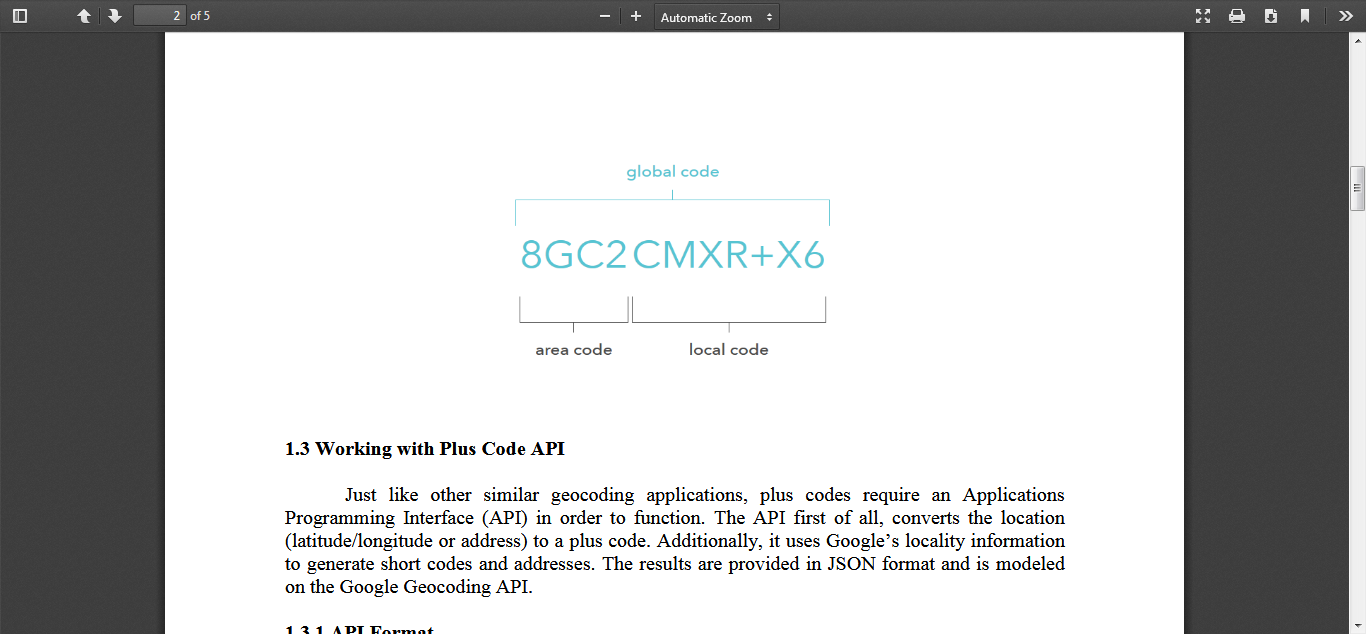 2 of 5
Automatic Zoom
global code
8GC2CMXR+X6
area code local code
1.3 Working with Plus Code API
Just like other similar geocoding applications, plus codes require an Applications
Programming Interface (API) in order to function. The API first of all, converts the location
(latitude/longitude or address) to a plus code. Additionally, it uses Google’s locality information
to generate short codes and addresses. The results are provided in JSON format and is modeled
on the Google Geocoding API.
1.3.1 API Format